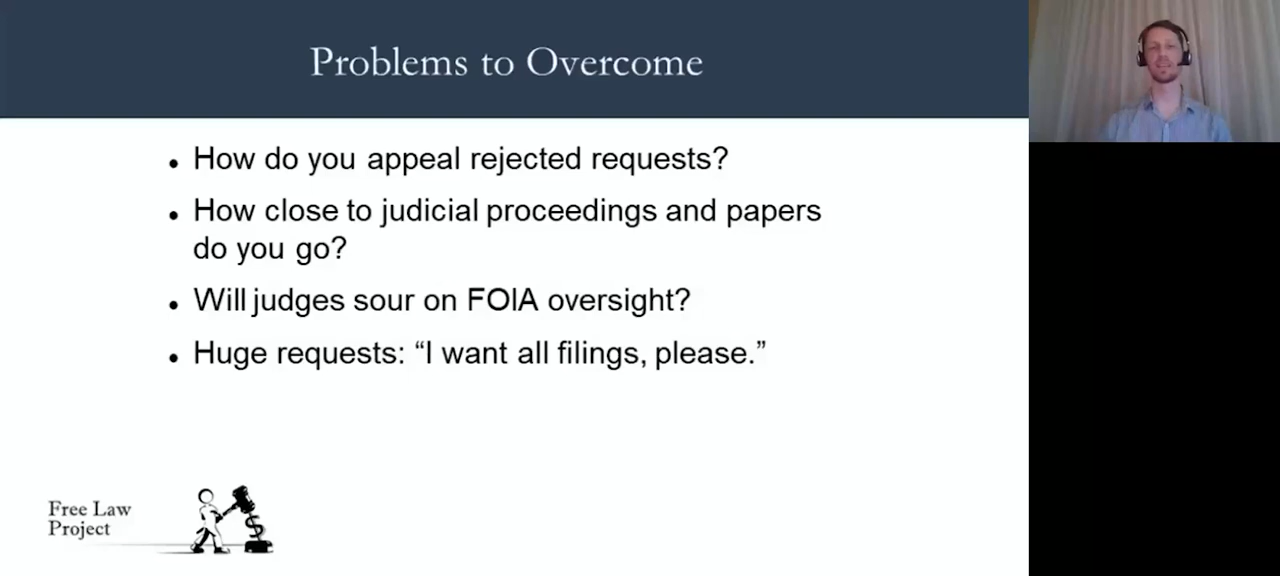 Problems to Overcome
• How do you appeal rejected requests?
• How close to judicial proceedings and papers
do you go?
• Will judges sour on FOIA oversight?
• Huge requests: “I want all filings, please.”
Free Law
Project
$